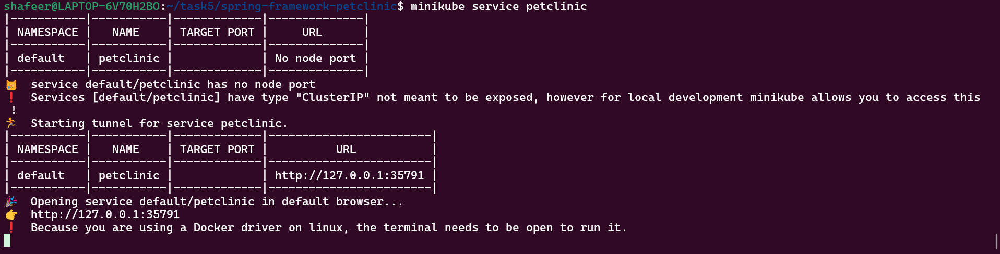 shafeer@LAPTOP-6V70H2BO:~/task5/spring-framework-petclinic$ minikube service petclinic
|-----------|-----------|-------------|--------------|
| NAMESPACE |   NAME    | TARGET PORT |     URL      |
|-----------|-----------|-------------|--------------|
| default   | petclinic |             | No node port |
|-----------|-----------|-------------|--------------|
😿  service default/petclinic has no node port
❗  Services [default/petclinic] have type "ClusterIP" not meant to be exposed, however for local development minikube allows you to access this
 !
🏃  Starting tunnel for service petclinic.
|-----------|-----------|-------------|------------------------|
| NAMESPACE |   NAME    | TARGET PORT |          URL           |
|-----------|-----------|-------------|------------------------|
| default   | petclinic |             | http://127.0.0.1:35791 |
|-----------|-----------|-------------|------------------------|
🎉  Opening service default/petclinic in default browser...
👉  http://127.0.0.1:35791
❗  Because you are using a Docker driver on linux, the terminal needs to be open to run it.